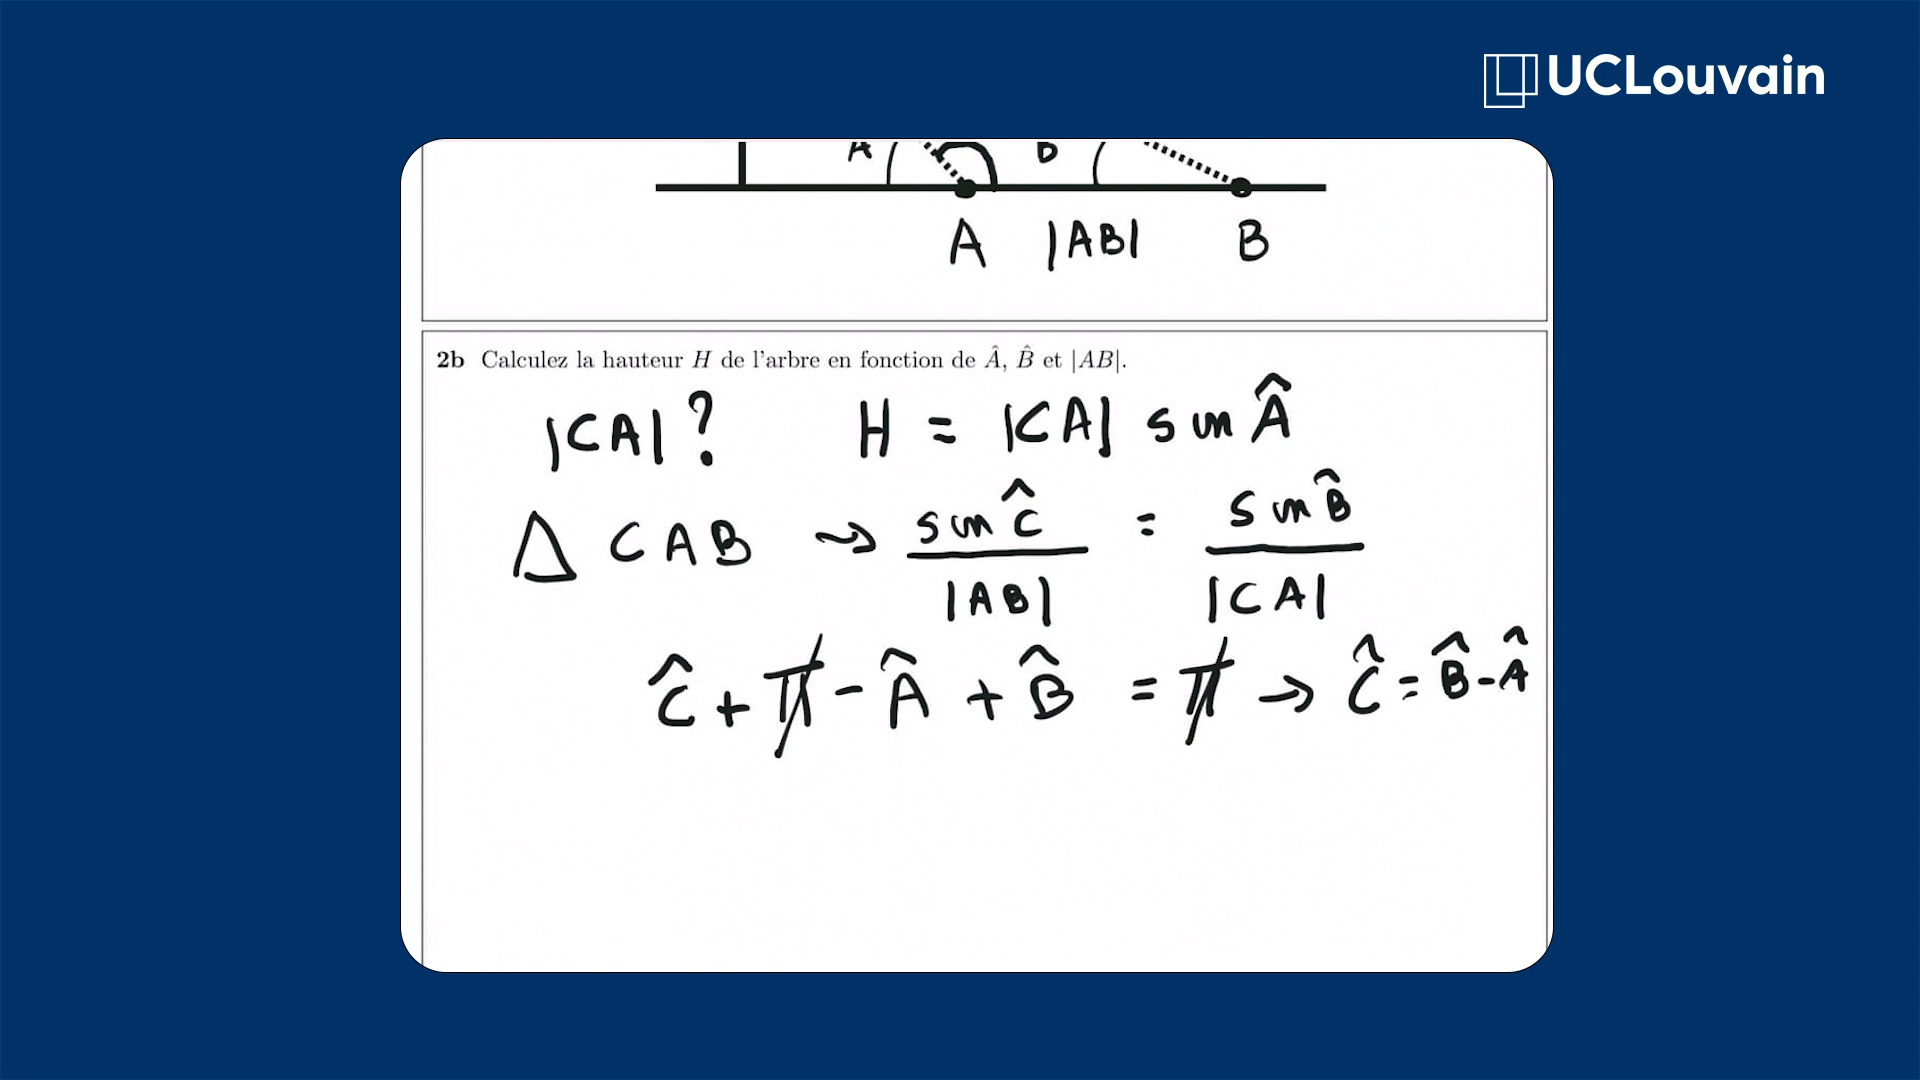 UCLouvain
A B
A |AB| B
2b Calculez la hauteur H de l'arbre en fonction de Â, B̂ et |AB|.
|CA| ? H = |CA| sin Â
Δ CAB ⇝ sin Ĉ / |AB| = sin B̂ / |CA|
Ĉ + π - Â + B̂ = π → Ĉ = B̂ - Â